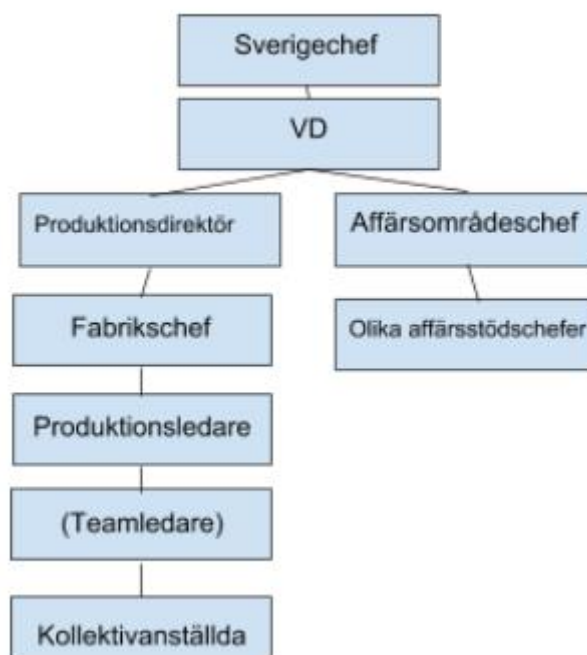 Sverigechef
VD
Produktionsdirektör
Affärsområdeschef
Fabrikschef
Olika affärsstödschefer
Produktionsledare
(Teamledare)
Kollektivanställda